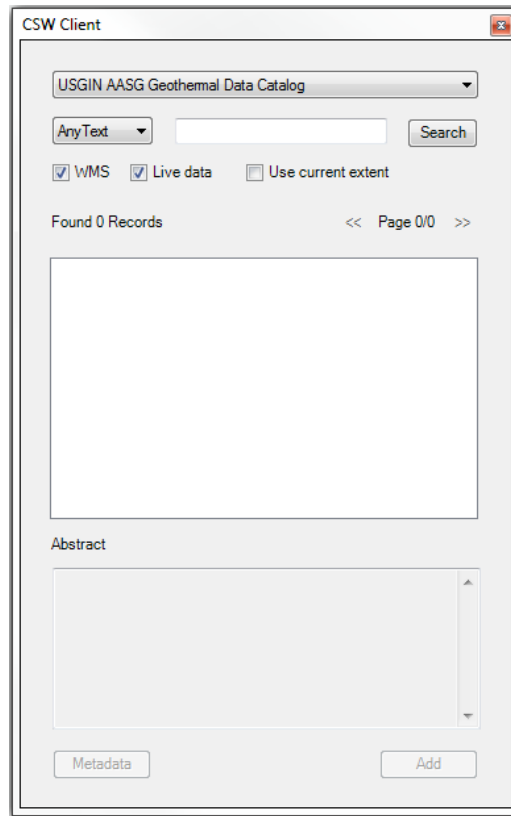 CSW Client
USGIN AASG Geothermal Data Catalog
AnyText Search
WMS Live data Use current extent
Found 0 Records << Page 0/0 >>
Abstract
Metadata Add